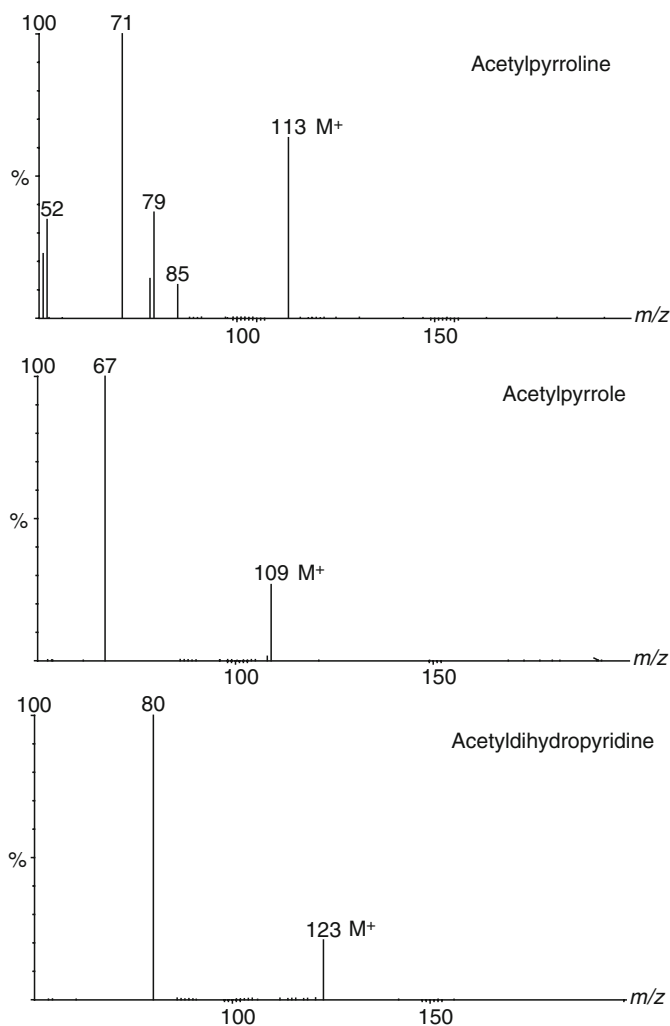 100
71
Acetylpyrroline
113 M+
%
52
79
85
m/z
100
150
100
67
Acetylpyrrole
%
109 M+
m/z
100
150
100
80
Acetyldihydropyridine
%
123 M+
m/z
100
150